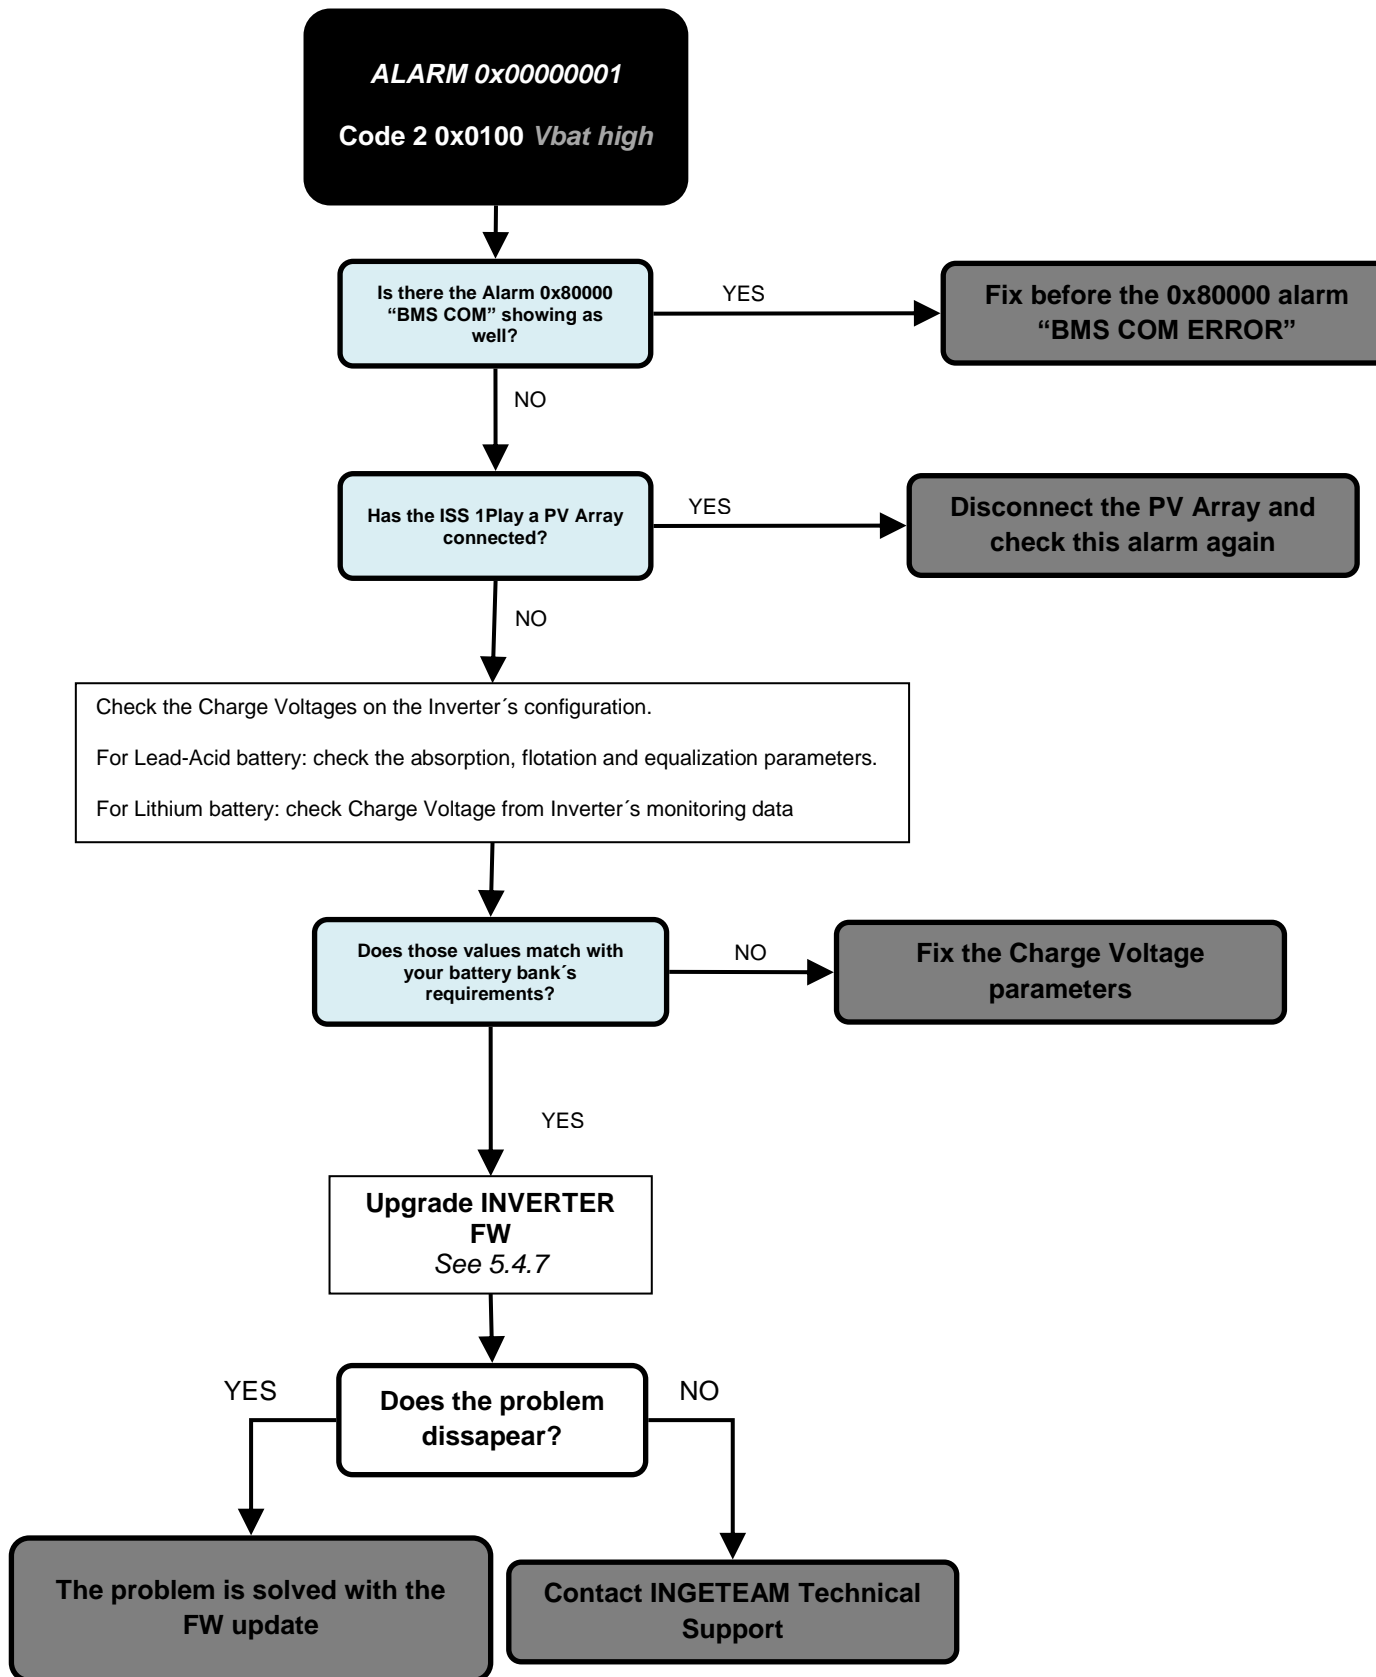 ALARM 0x00000001
Code 2 0x0100 Vbat high
Is there the Alarm 0x80000
“BMS COM” showing as
well?
YES
Fix before the 0x80000 alarm
“BMS COM ERROR”
NO
Has the ISS 1Play a PV Array
connected?
YES
Disconnect the PV Array and
check this alarm again
NO
Check the Charge Voltages on the Inverter´s configuration.
For Lead-Acid battery: check the absorption, flotation and equalization parameters.
For Lithium battery: check Charge Voltage from Inverter´s monitoring data
Does those values match with
your battery bank´s
requirements?
NO
Fix the Charge Voltage
parameters
YES
Upgrade INVERTER
FW
See 5.4.7
YES
Does the problem
dissapear?
NO
The problem is solved with the
FW update
Contact INGETEAM Technical
Support